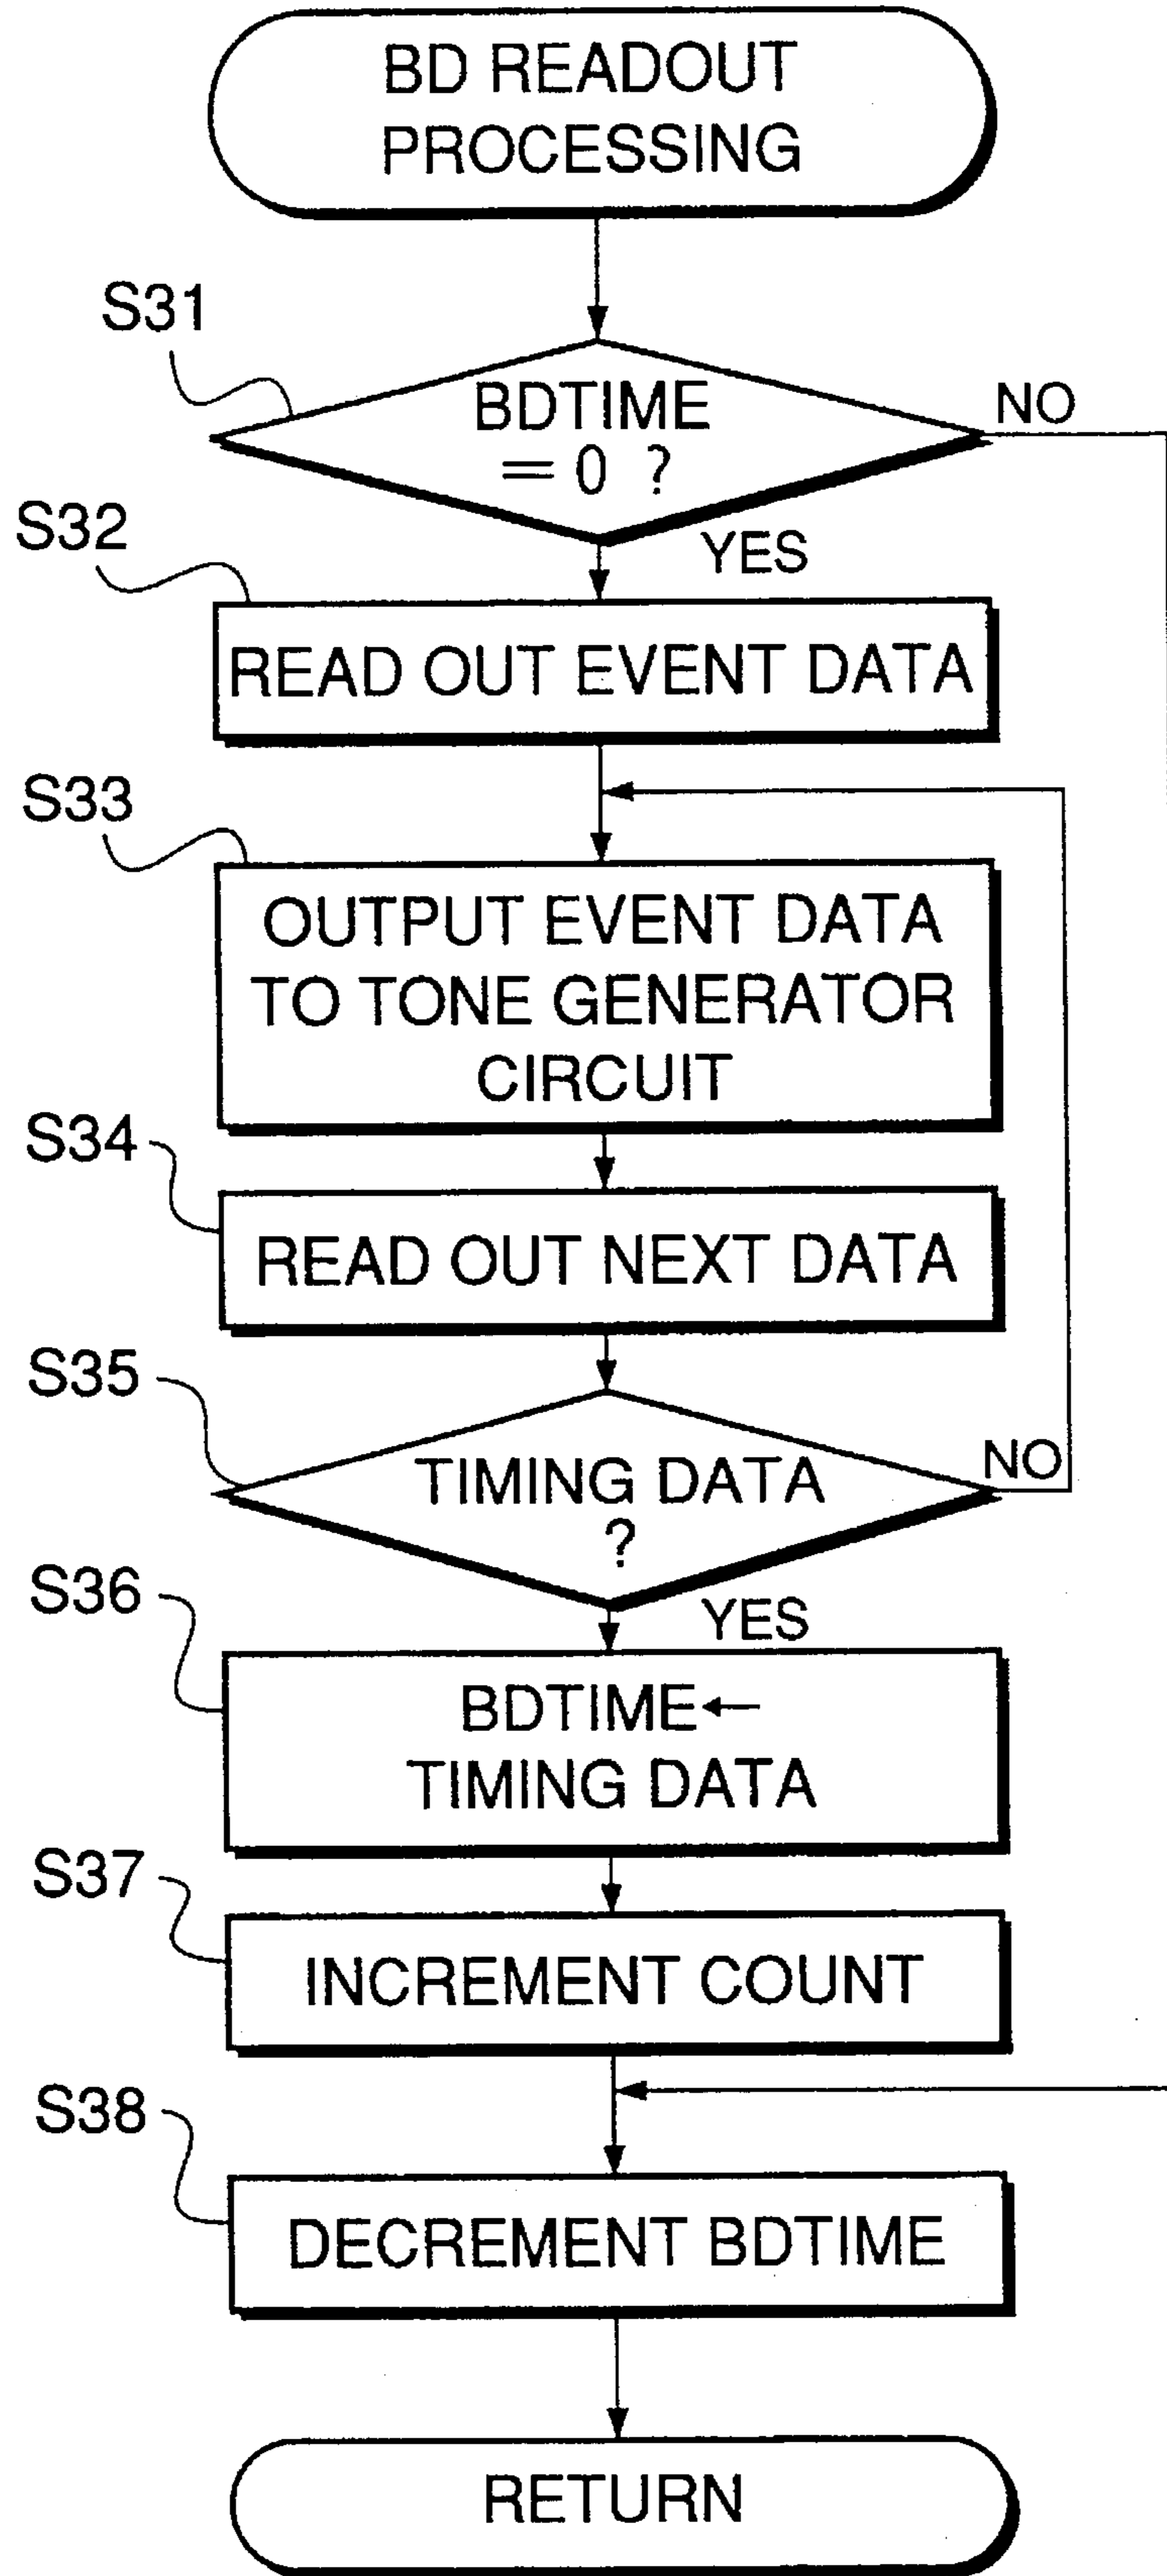 BD READOUT
PROCESSING
S31
BDTIME
= 0 ?
NO
YES
S32
READ OUT EVENT DATA
S33
OUTPUT EVENT DATA
TO TONE GENERATOR
CIRCUIT
S34
READ OUT NEXT DATA
S35
TIMING DATA
?
NO
YES
S36
BDTIME←
TIMING DATA
S37
INCREMENT COUNT
S38
DECREMENT BDTIME
RETURN